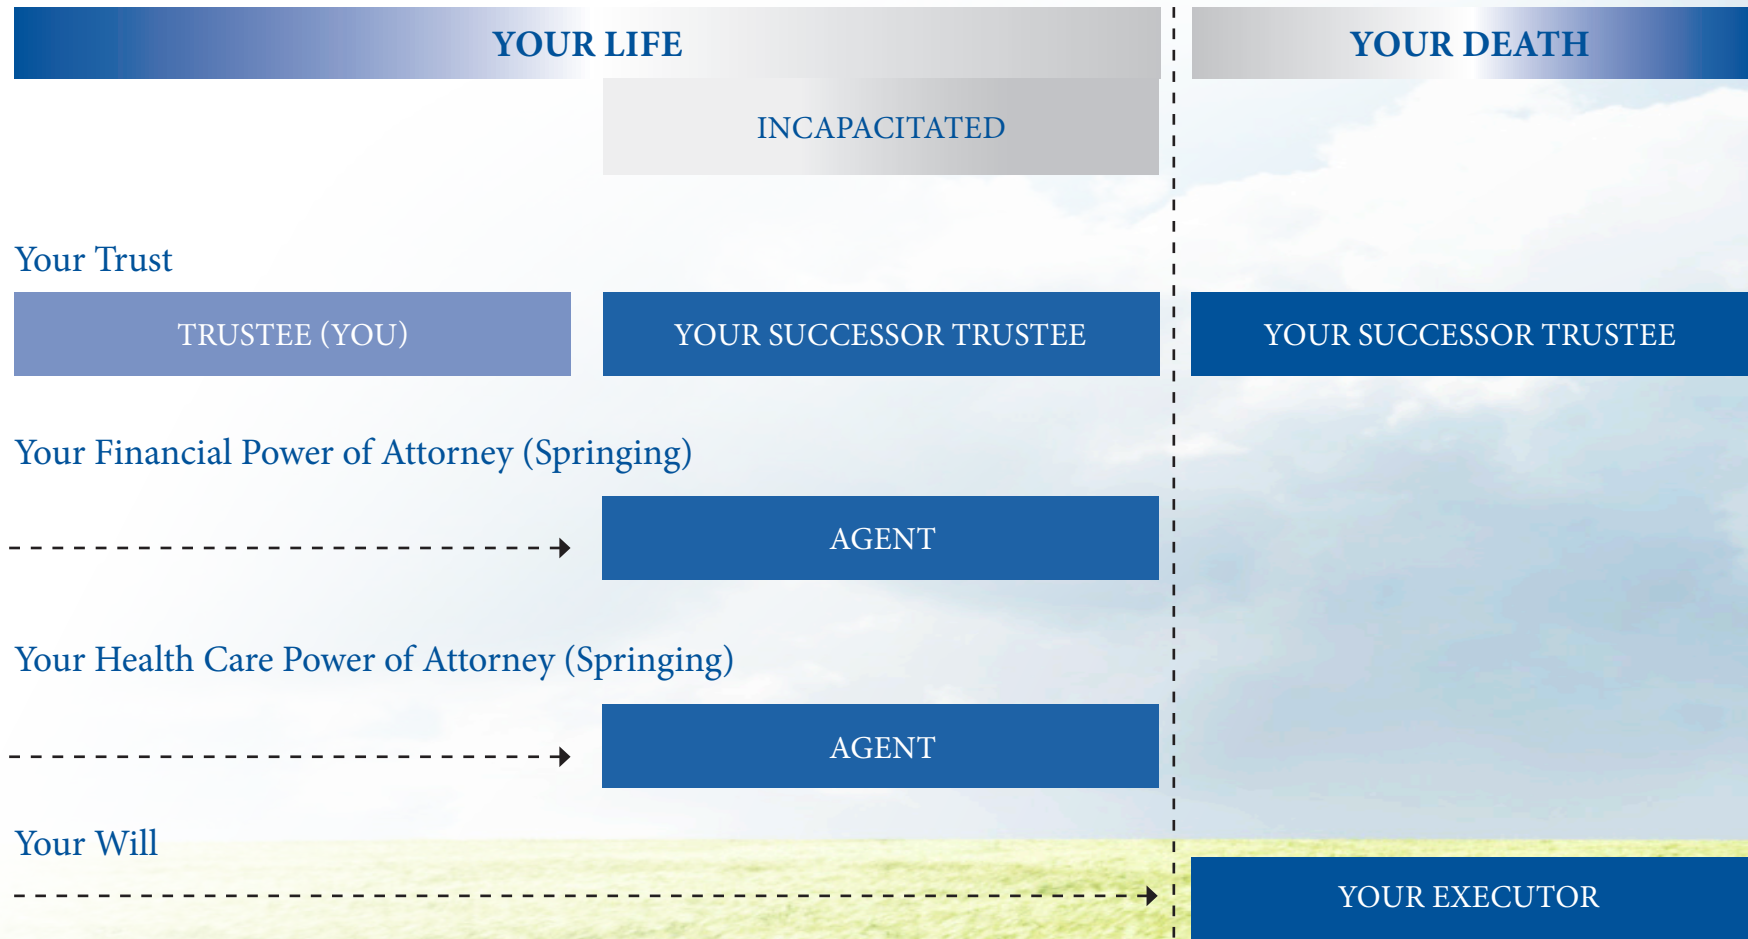 YOUR LIFE
YOUR DEATH
INCAPACITATED
Your Trust
TRUSTEE (YOU)
YOUR SUCCESSOR TRUSTEE
YOUR SUCCESSOR TRUSTEE
Your Financial Power of Attorney (Springing)
AGENT
Your Health Care Power of Attorney (Springing)
AGENT
Your Will
YOUR EXECUTOR